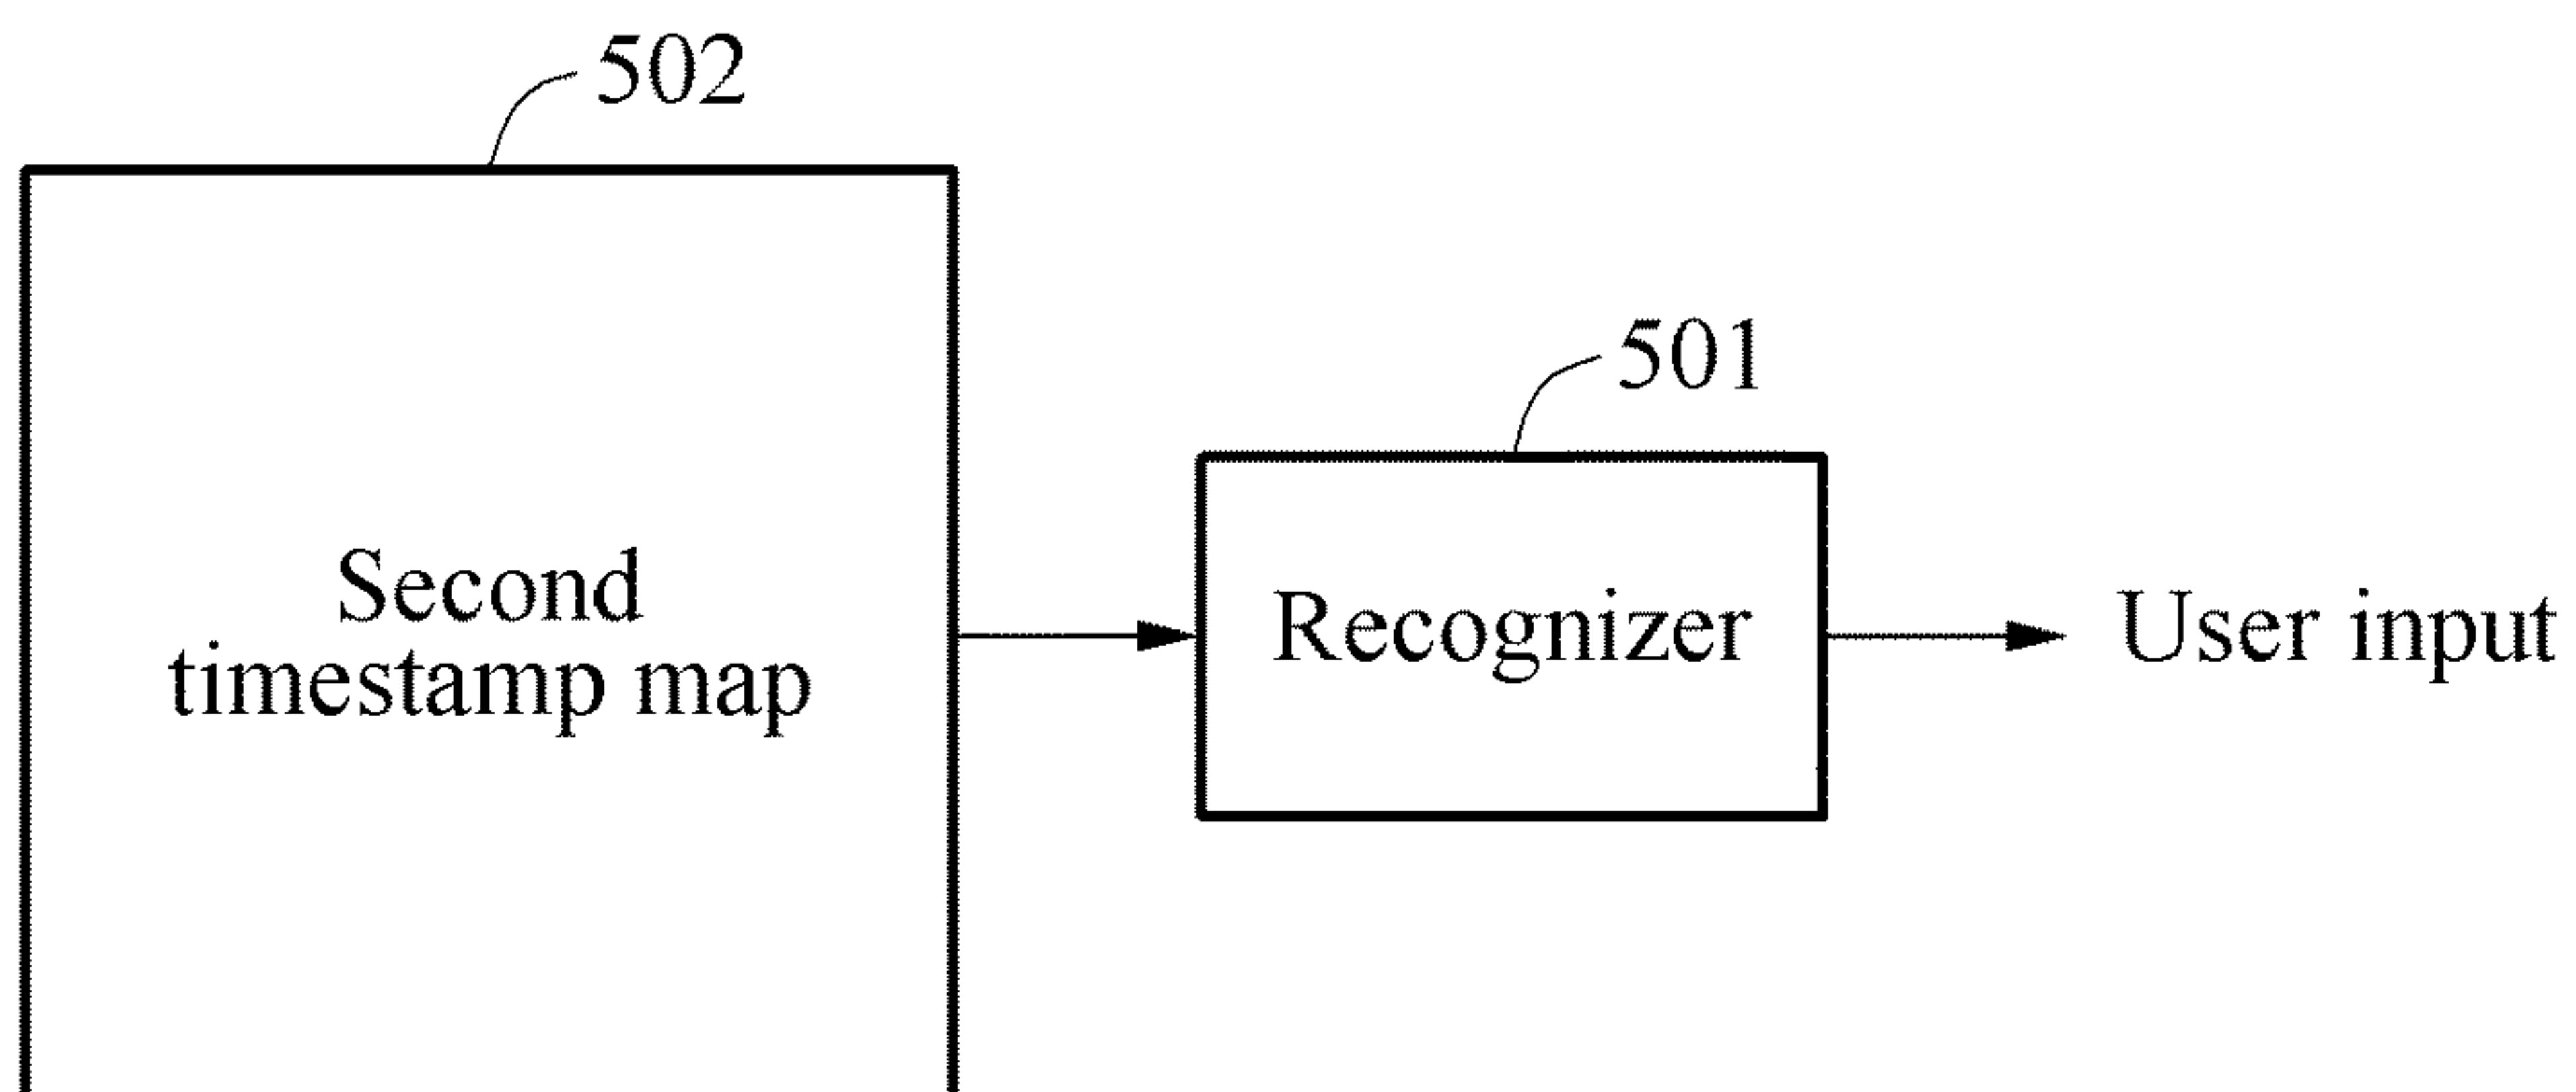 502
501
Second
timestamp map
Recognizer
User input